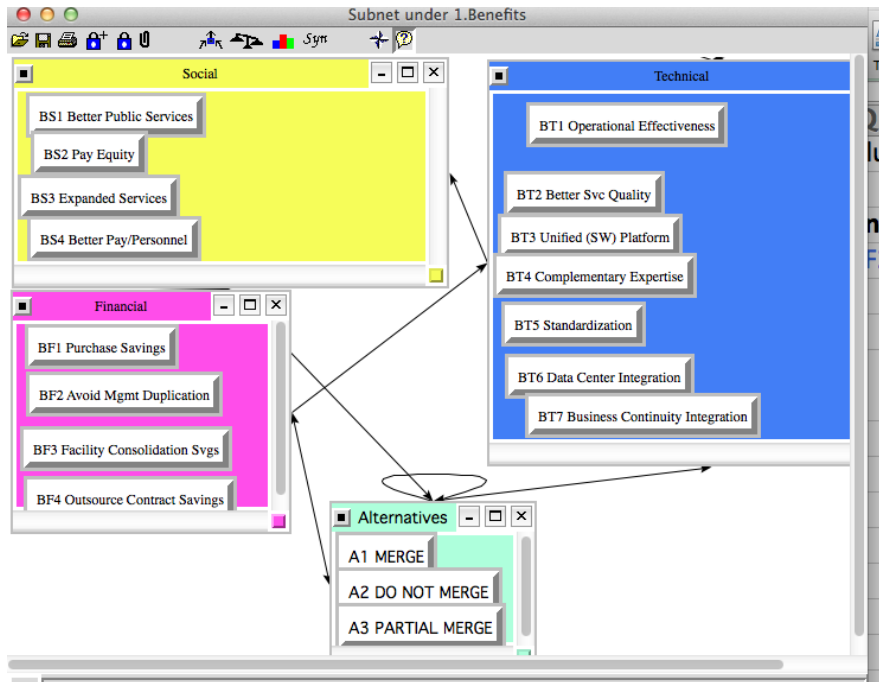 Subnet under 1.Benefits
Syn
Social
BS1 Better Public Services
BS2 Pay Equity
BS3 Expanded Services
BS4 Better Pay/Personnel
Technical
BT1 Operational Effectiveness
BT2 Better Svc Quality
BT3 Unified (SW) Platform
BT4 Complementary Expertise
BT5 Standardization
BT6 Data Center Integration
BT7 Business Continuity Integration
Financial
BF1 Purchase Savings
BF2 Avoid Mgmt Duplication
BF3 Facility Consolidation Svgs
BF4 Outsource Contract Savings
Alternatives
A1 MERGE
A2 DO NOT MERGE
A3 PARTIAL MERGE